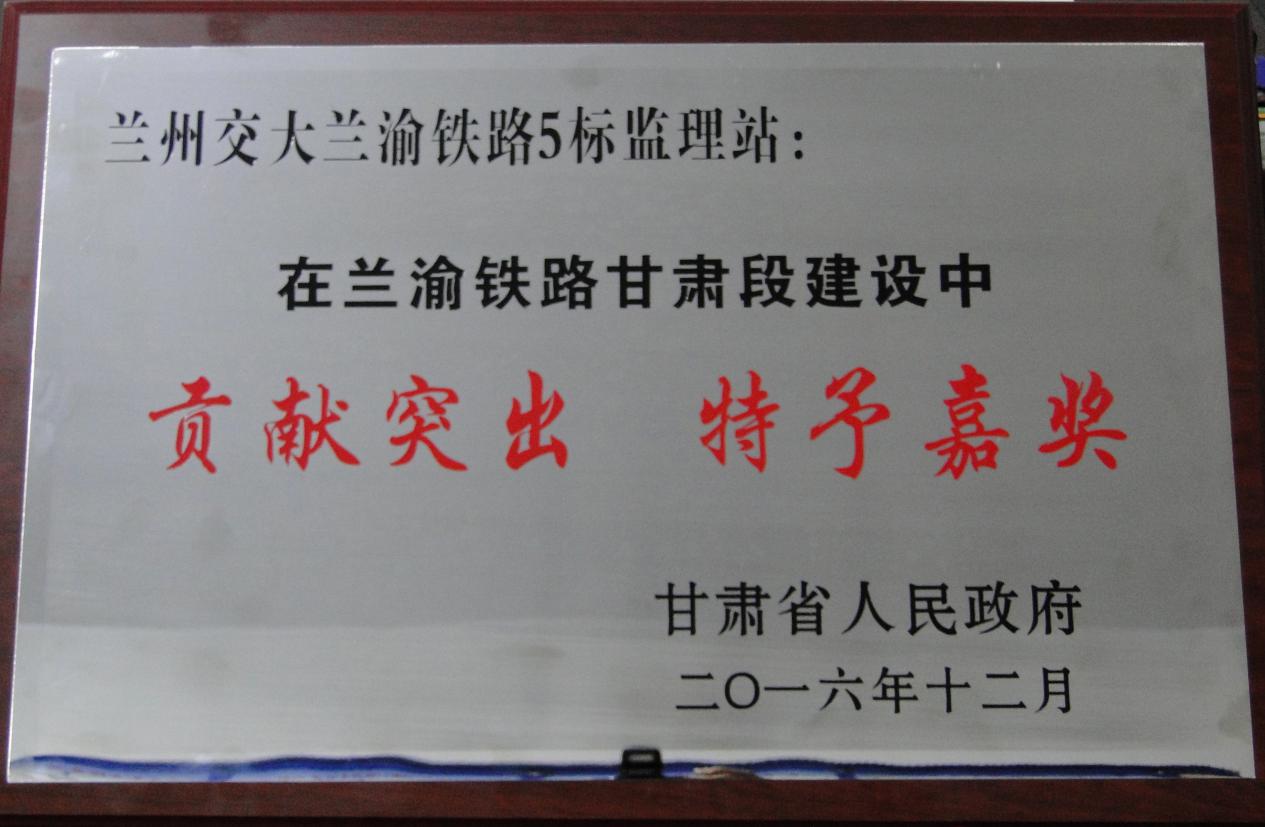 兰州交大兰渝铁路5标监理站：
在兰渝铁路甘肃段建设中
贡献突出 特予嘉奖
甘肃省人民政府
二〇一六年十二月